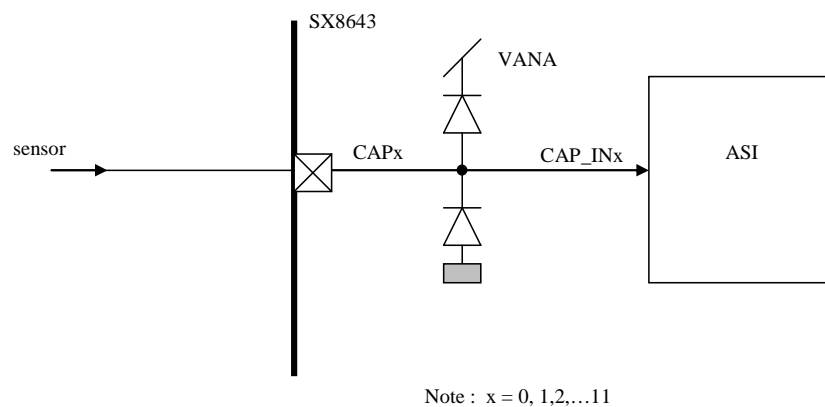 SX8643
VANA
sensor
CAPx
CAP_INx
ASI
Note : x = 0, 1,2,…11